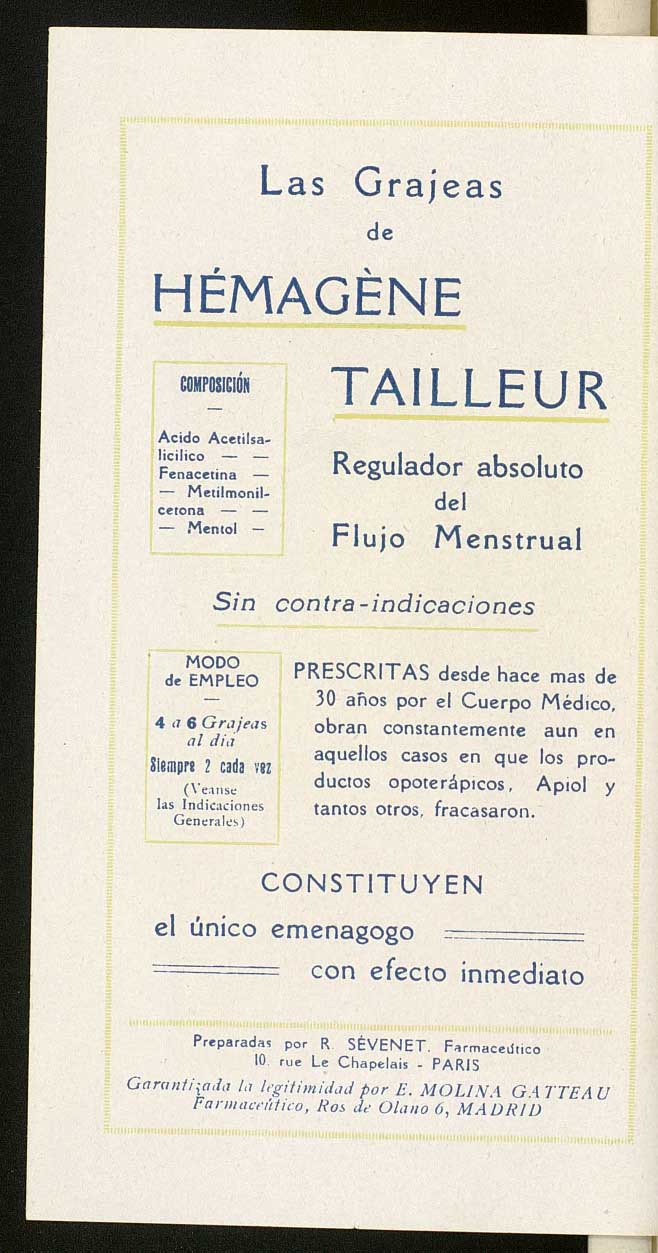 Las Grajeas
de
HÉMAGÈNE
TAILLEUR
COMPOSICIÓN
—
Acido Acetilsa-
licilico — —
Fenacetina —
— Metilmonil-
cetona — —
— Mentol —
Regulador absoluto
del
Flujo Menstrual
Sin contra-indicaciones
MODO
de EMPLEO
—
4 a 6 Grajeas
al dia
Siempre 2 cada vez
(Veanse
las Indicaciones
Generales)
PRESCRITAS desde hace mas de
30 años por el Cuerpo Médico,
obran constantemente aun en
aquellos casos en que los pro-
ductos opoterápicos, Apiol y
tantos otros, fracasaron.
CONSTITUYEN
el único emenagogo
con efecto inmediato
Preparadas por R. SÉVENET. Farmaceútico
10. rue Le Chapelais - PARIS
Garantizada la legitimidad por E. MOLINA GATTEAU
Farmaceútico, Ros de Olano 6, MADRID